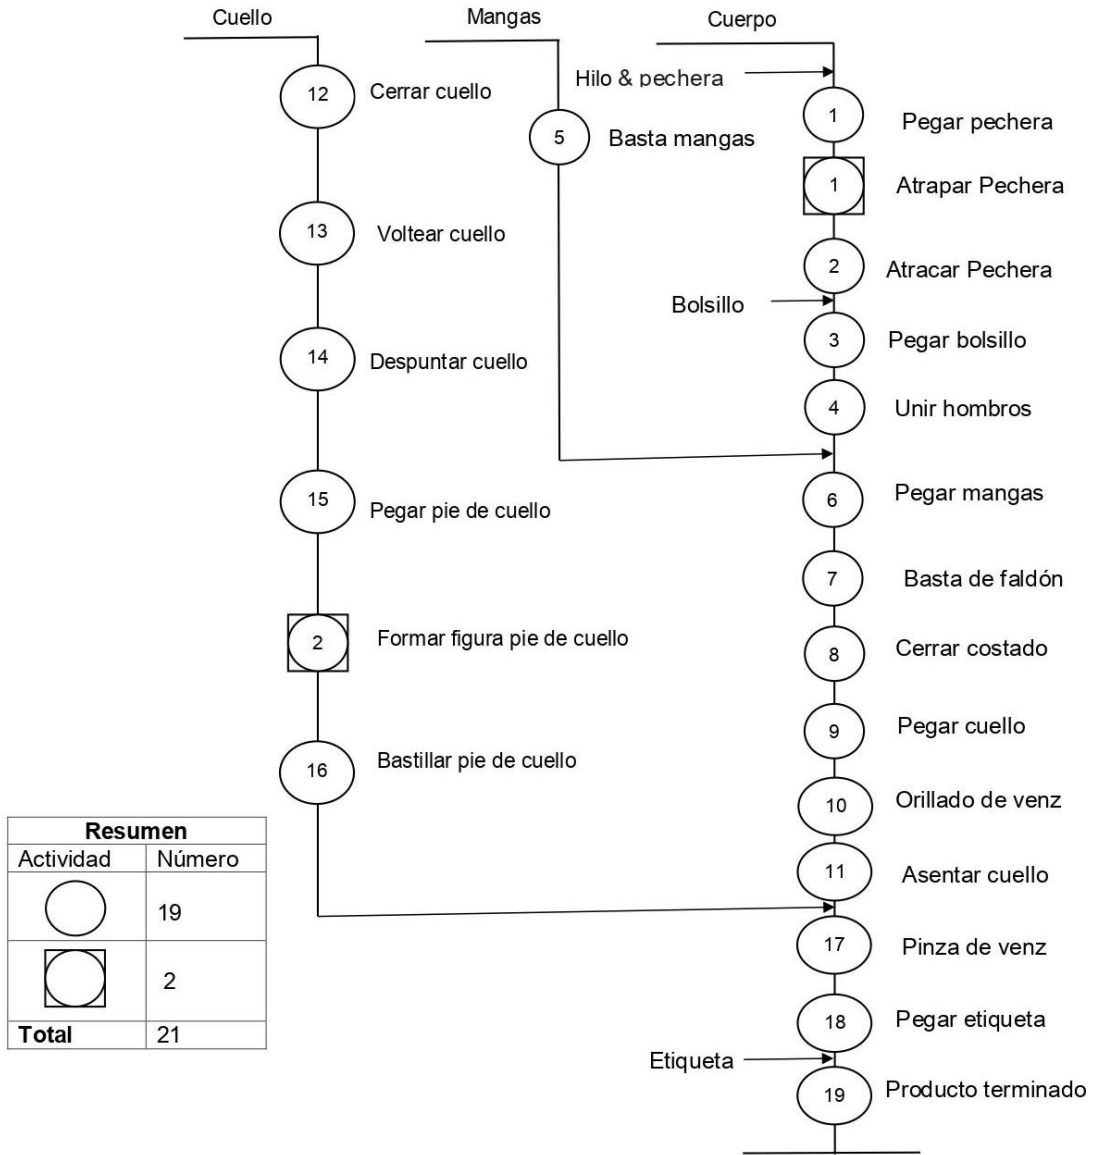 Cuello
Mangas
Cuerpo
12
Cerrar cuello
13
Voltear cuello
14
Despuntar cuello
15
Pegar pie de cuello
2
Formar figura pie de cuello
16
Bastillar pie de cuello
5
Basta mangas
Hilo & pechera
1
Pegar pechera
1
Atrapar Pechera
2
Atracar Pechera
Bolsillo
3
Pegar bolsillo
4
Unir hombros
6
Pegar mangas
7
Basta de faldón
8
Cerrar costado
9
Pegar cuello
10
Orillado de venz
11
Asentar cuello
17
Pinza de venz
18
Pegar etiqueta
Etiqueta
19
Producto terminado
Resumen
Actividad Número
19
2
Total 21